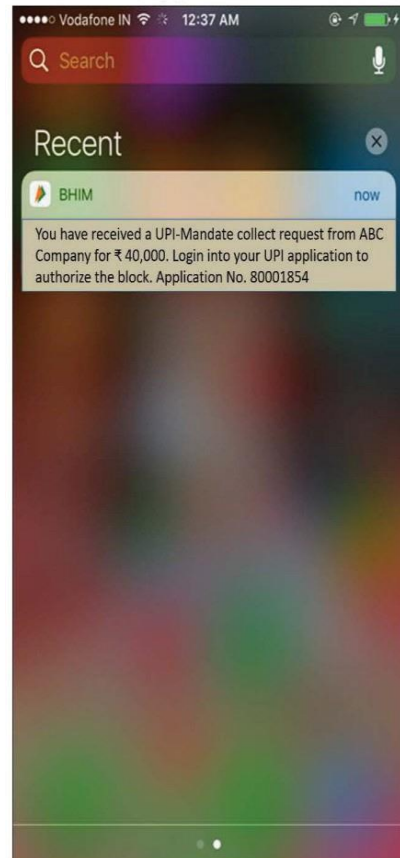 Vodafone IN 12:37 AM
Search
Recent
BHIM now
You have received a UPI-Mandate collect request from ABC
Company for ₹ 40,000. Login into your UPI application to
authorize the block. Application No. 80001854